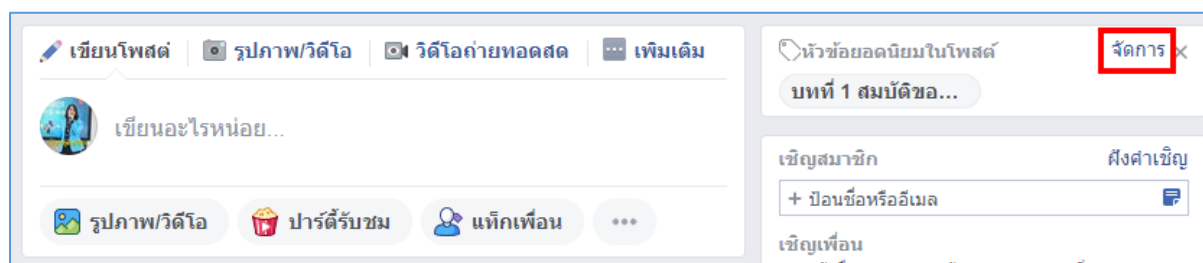 เขียนโพสต์ รูปภาพ/วิดีโอ วิดีโอถ่ายทอดสด เพิ่มเติม
เขียนอะไรหน่อย...
รูปภาพ/วิดีโอ ปาร์ตี้รับชม แท็กเพื่อน
หัวข้อยอดนิยมในโพสต์ จัดการ
บทที่ 1 สมบัติขอ...
เชิญสมาชิก ฝังคำเชิญ
+ ป้อนชื่อหรืออีเมล
เชิญเพื่อน